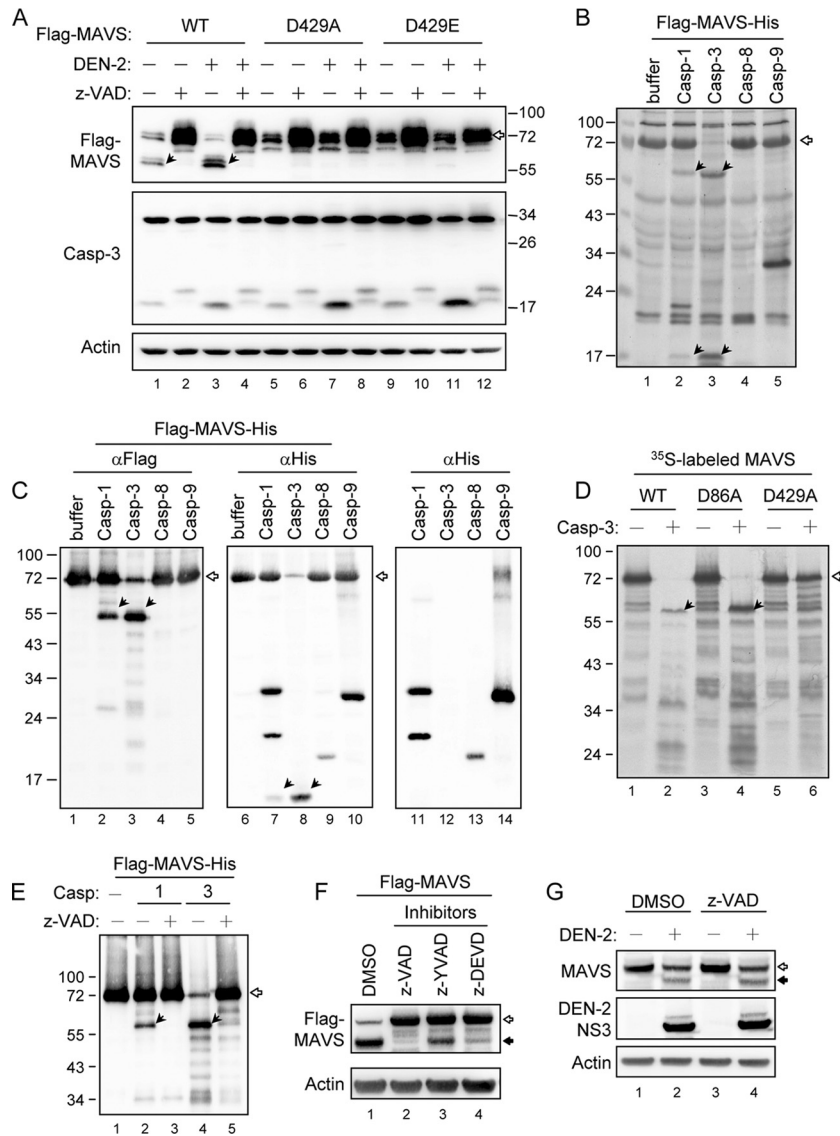 A
Flag-MAVS: WT D429A D429E
DEN-2: – – + + – – + + – – + +
z-VAD: – + – + – + – + – + – +
Flag-MAVS
–100
–72
–55
Casp-3
–34
–26
–17
Actin
1 2 3 4 5 6 7 8 9 10 11 12
B
Flag-MAVS-His
buffer Casp-1 Casp-3 Casp-8 Casp-9
100 –
72 –
55 –
43 –
34 –
24 –
17 –
1 2 3 4 5
C
Flag-MAVS-His
αFlag αHis αHis
buffer Casp-1 Casp-3 Casp-8 Casp-9 buffer Casp-1 Casp-3 Casp-8 Casp-9 Casp-1 Casp-3 Casp-8 Casp-9
100 –
72 –
55 –
43 –
34 –
24 –
17 –
1 2 3 4 5 6 7 8 9 10 11 12 13 14
D
35S-labeled MAVS
WT D86A D429A
Casp-3: – + – + – +
100 –
72 –
55 –
43 –
34 –
24 –
1 2 3 4 5 6
E
Flag-MAVS-His
Casp: – 1 3
z-VAD: – – + – +
100 –
72 –
55 –
43 –
34 –
1 2 3 4 5
F
Flag-MAVS
Inhibitors
DMSO z-VAD z-YVAD z-DEVD
Flag-MAVS
Actin
1 2 3 4
G
DMSO z-VAD
DEN-2: – + – +
MAVS
DEN-2
NS3
Actin
1 2 3 4